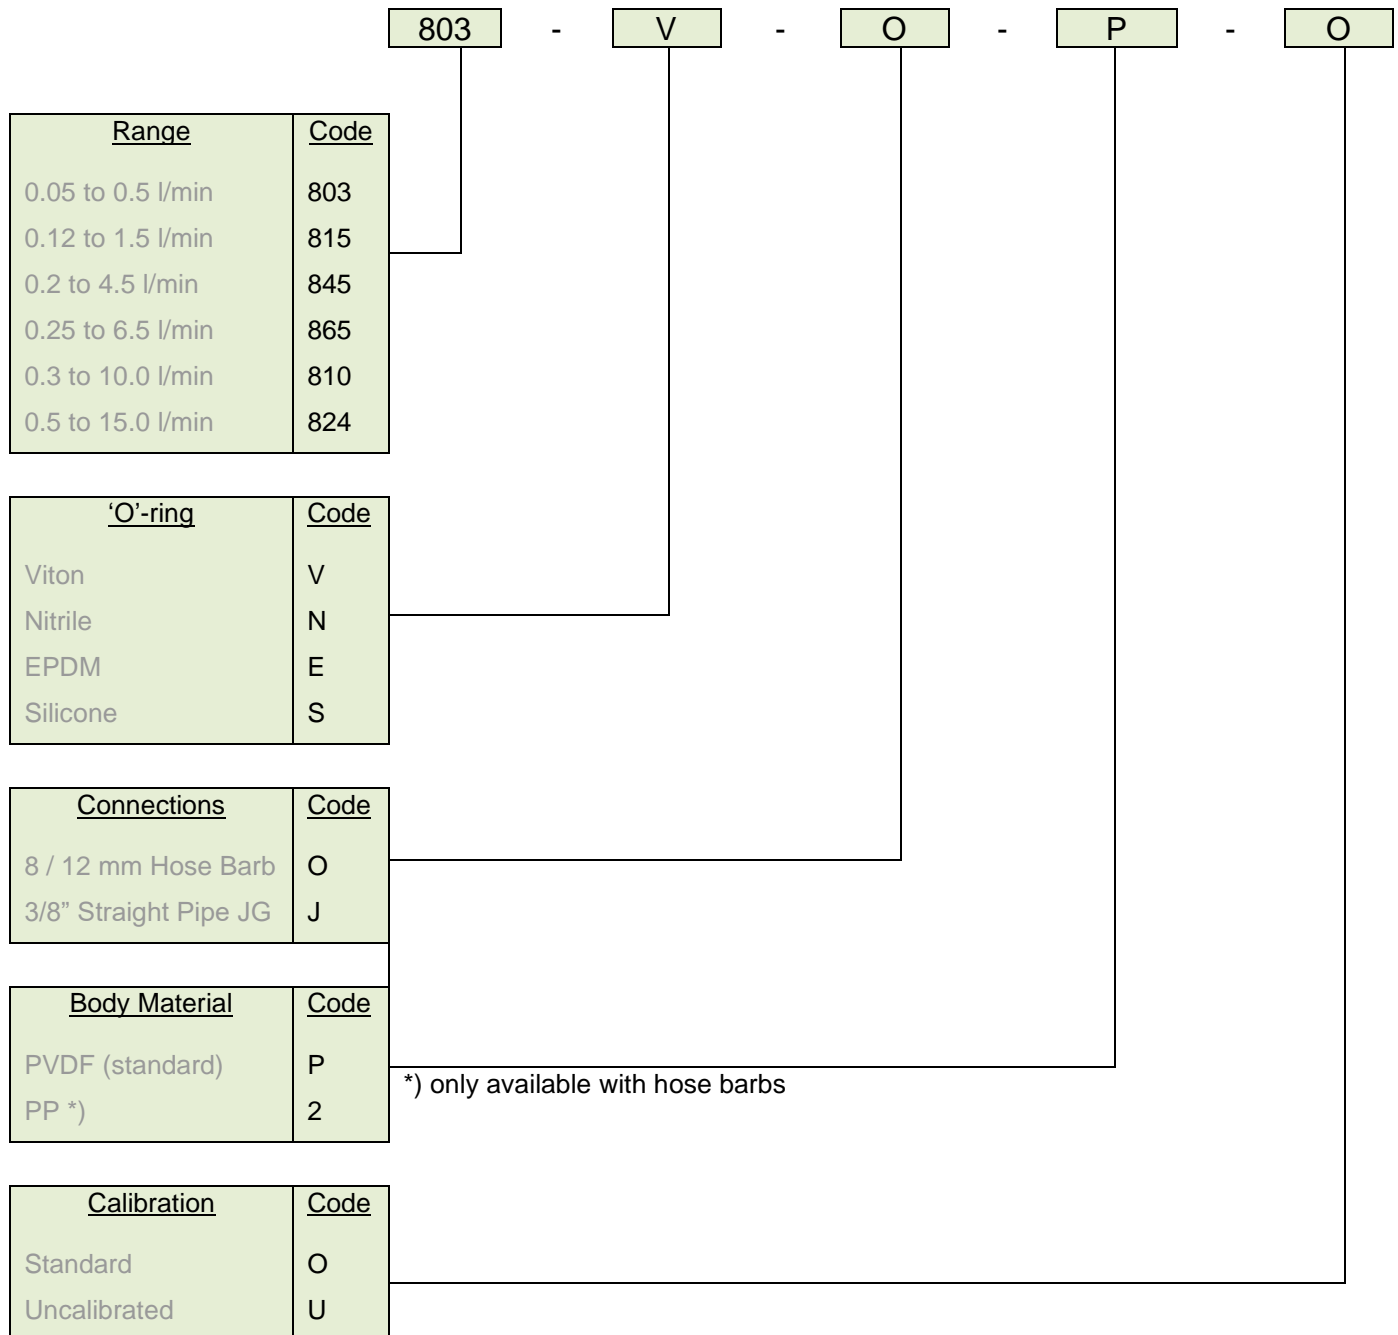 803 - V - O - P - O
Range Code
0.05 to 0.5 l/min 803
0.12 to 1.5 l/min 815
0.2 to 4.5 l/min 845
0.25 to 6.5 l/min 865
0.3 to 10.0 l/min 810
0.5 to 15.0 l/min 824
‘O’-ring Code
Viton V
Nitrile N
EPDM E
Silicone S
Connections Code
8 / 12 mm Hose Barb O
3/8” Straight Pipe JG J
Body Material Code
PVDF (standard) P
*) only available with hose barbs
PP *) 2
Calibration Code
Standard O
Uncalibrated U